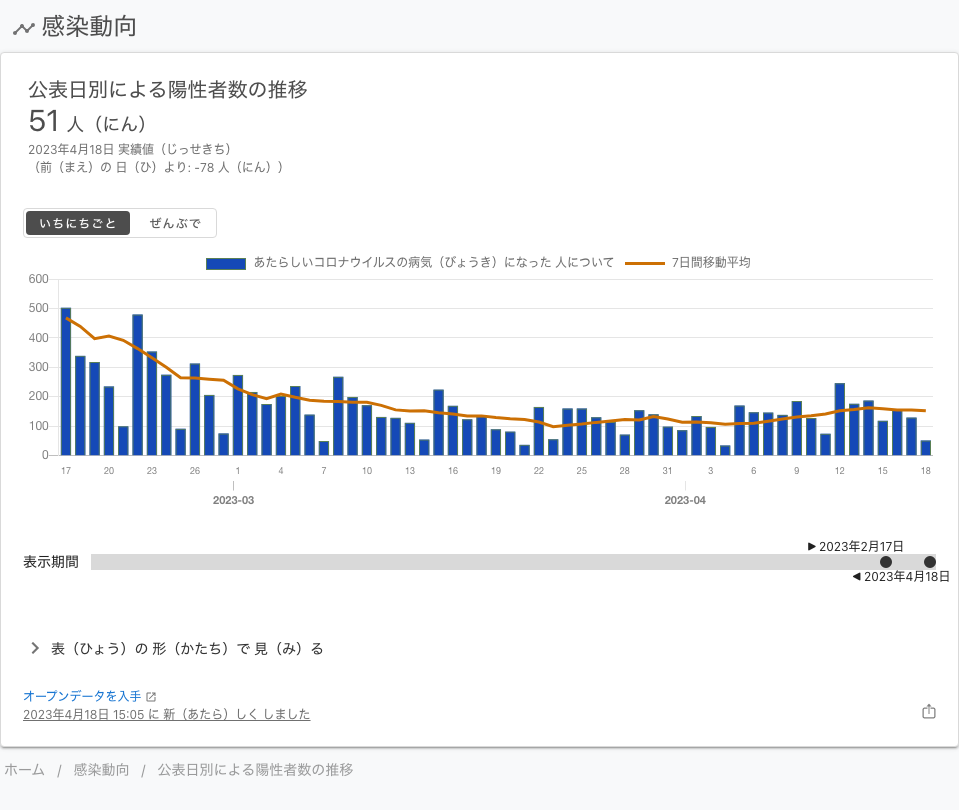 感染動向
公表日別による陽性者数の推移
51 人（にん）
2023年4月18日 実績値（じっせきち）
（前（まえ）の 日（ひ）より: -78 人（にん））
いちにちごと ぜんぶで
あたらしいコロナウイルスの病気（びょうき）になった 人について 7日間移動平均
600
500
400
300
200
100
0
17 20 23 26 1 4 7 10 13 16 19 22 25 28 31 3 6 9 12 15 18
2023-03 2023-04
▶ 2023年2月17日
表示期間
◀ 2023年4月18日
表（ひょう）の 形（かたち）で 見（み）る
オープンデータを入手
2023年4月18日 15:05 に 新（あたら）しく しました
ホーム / 感染動向 / 公表日別による陽性者数の推移